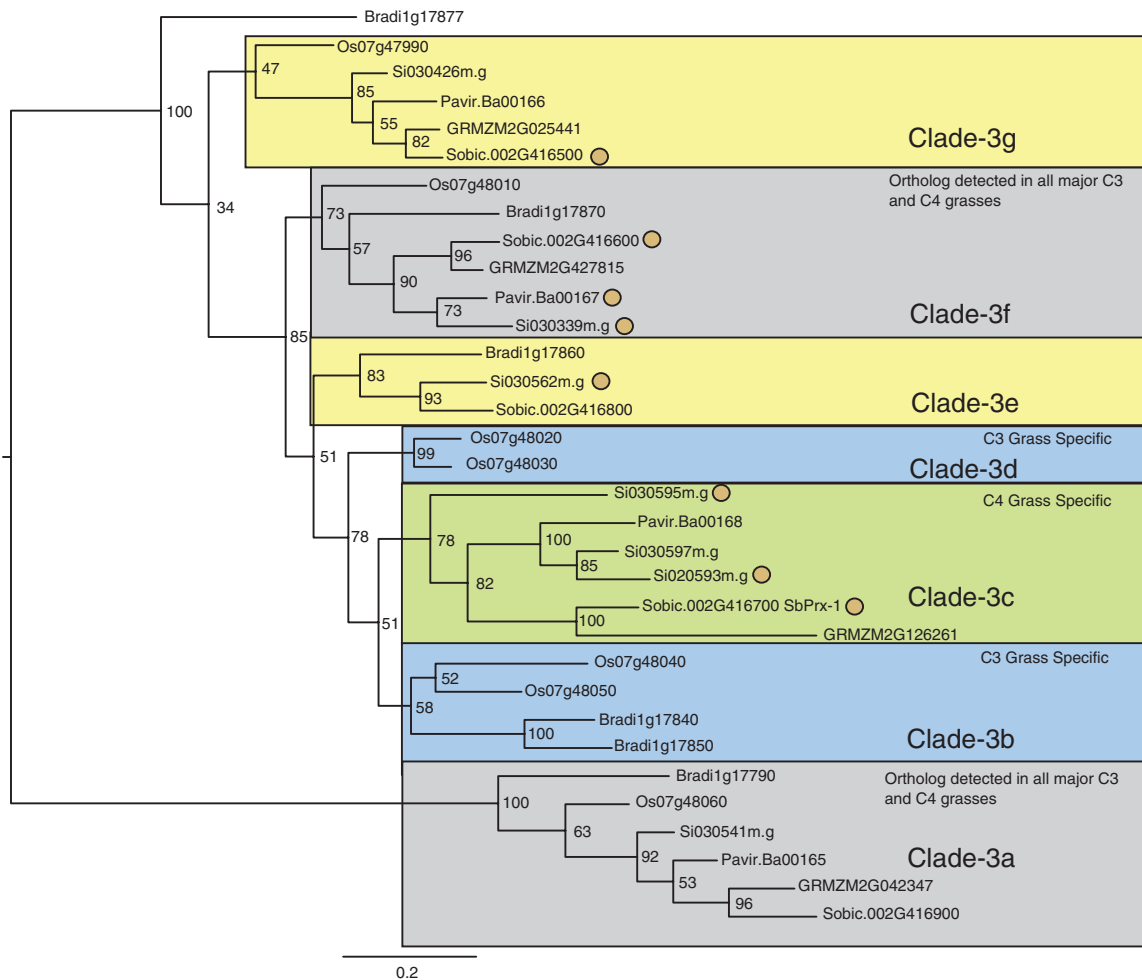 Bradi1g17877
Os07g47990
47
Si030426m.g
85
Pavir.Ba00166
100
55
GRMZM2G025441
82
Clade-3g
Sobic.002G416500
Os07g48010
Ortholog detected in all major C3
and C4 grasses
34
73
Bradi1g17870
57
Sobic.002G416600
96
GRMZM2G427815
90
Pavir.Ba00167
73
Clade-3f
Si030339m.g
85
Bradi1g17860
83
Si030562m.g
93
Clade-3e
Sobic.002G416800
Os07g48020
C3 Grass Specific
99
51
Os07g48030
Clade-3d
Si030595m.g
C4 Grass Specific
Pavir.Ba00168
78
78
100
Si030597m.g
85
Si020593m.g
82
Clade-3c
Sobic.002G416700 SbPrx-1
100
51
GRMZM2G126261
Os07g48040
C3 Grass Specific
52
Os07g48050
58
Bradi1g17840
100
Clade-3b
Bradi1g17850
Bradi1g17790
Ortholog detected in all major C3
and C4 grasses
100
Os07g48060
63
Si030541m.g
92
Pavir.Ba00165
Clade-3a
53
GRMZM2G042347
96
Sobic.002G416900
0.2